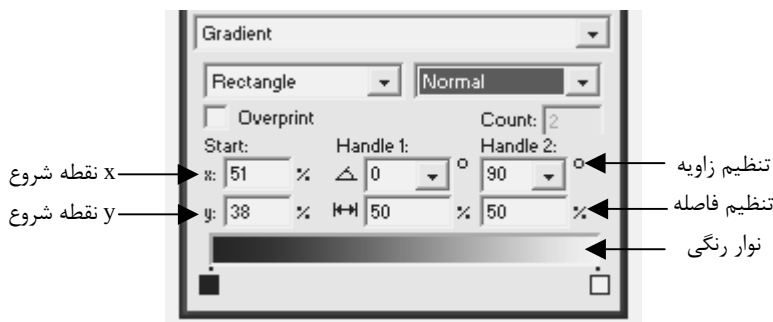 Gradient
Rectangle Normal
Overprint Count: 2
Start: Handle 1: Handle 2:
x نقطه شروع x: 51 % 0 ° 90 ° تنظیم زاویه
y نقطه شروع y: 38 % 50 % 50 % تنظیم فاصله
نوار رنگی